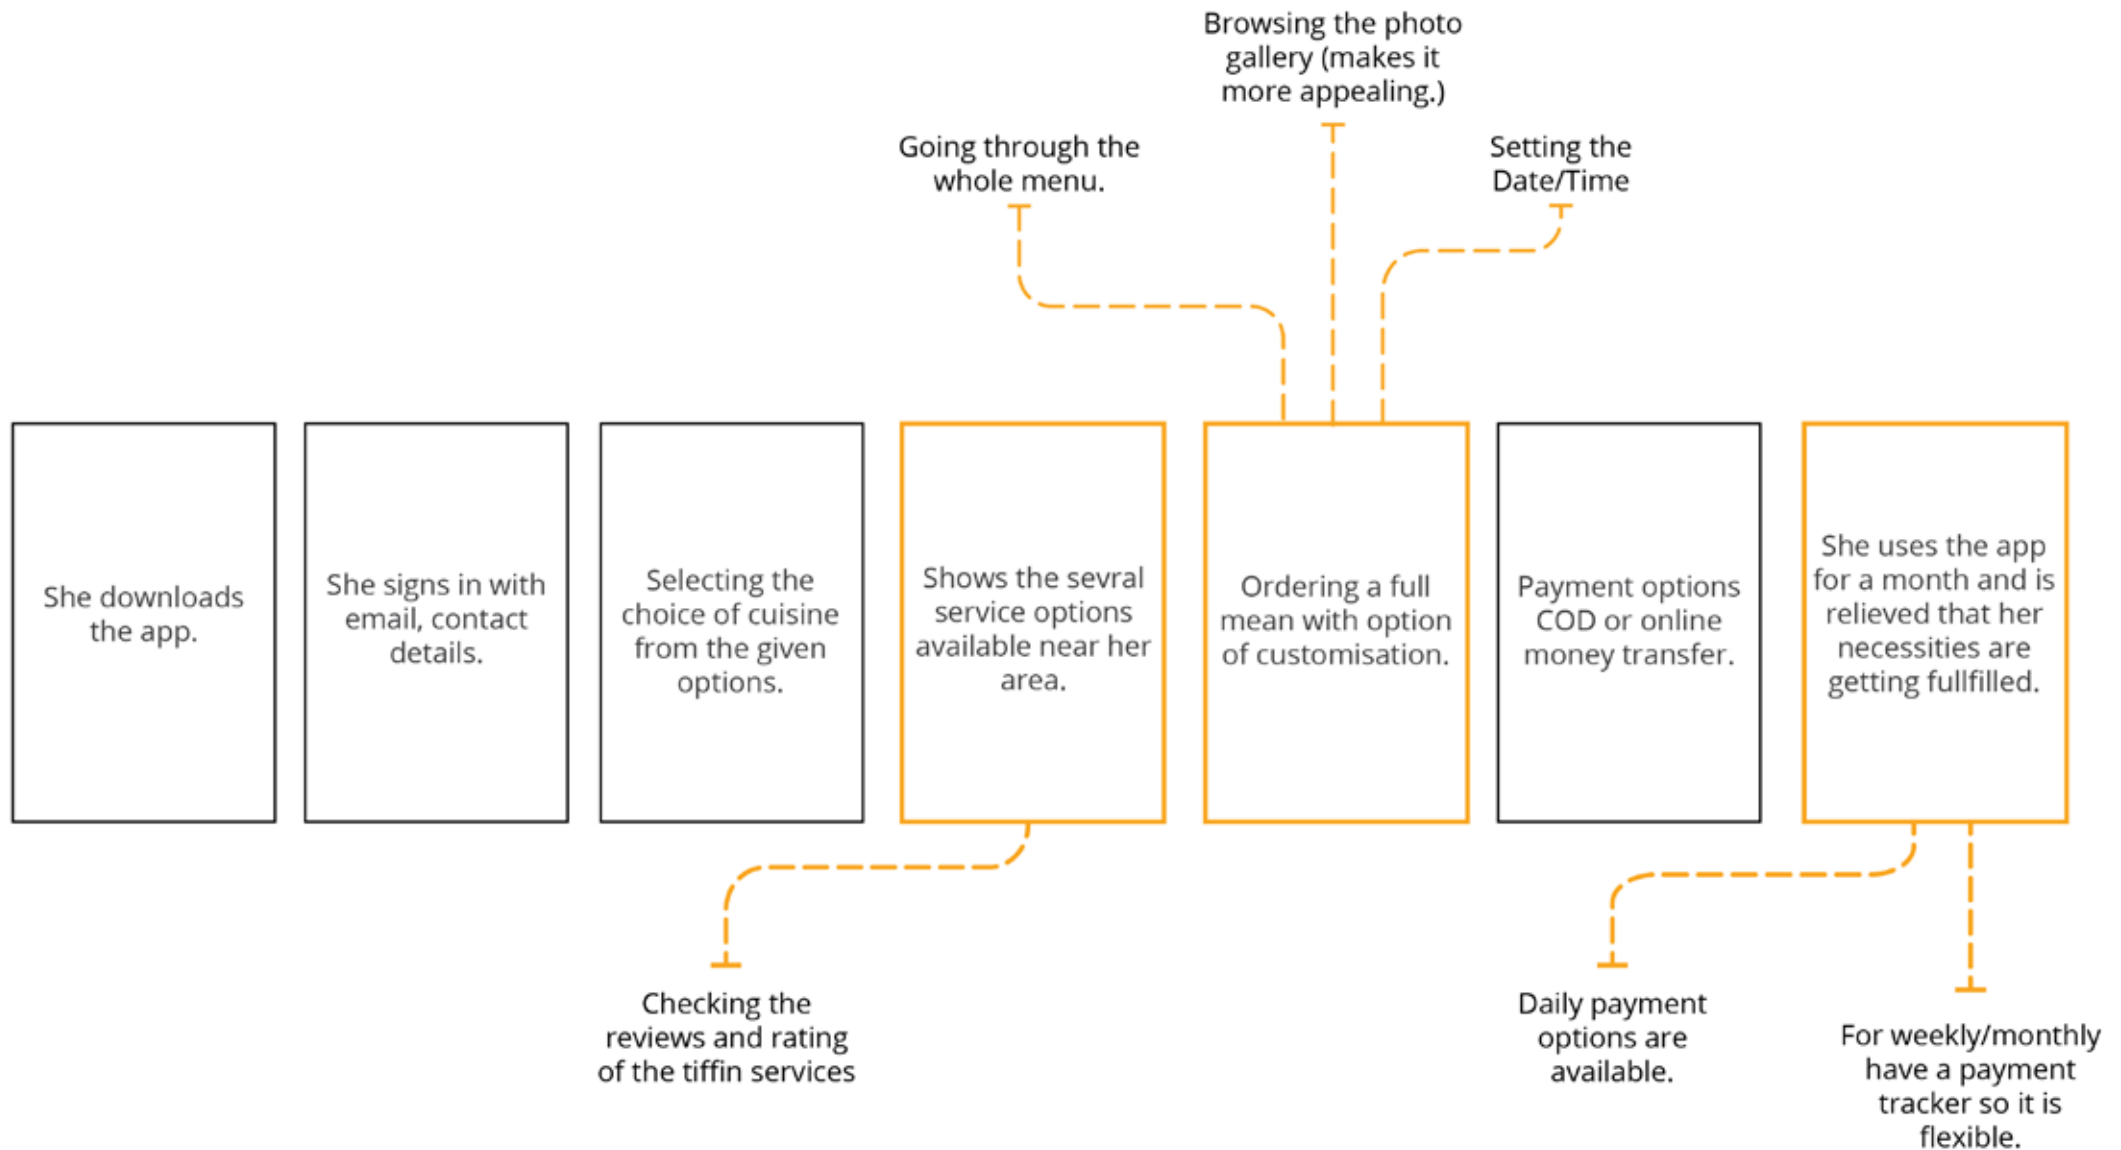 Browsing the photo
gallery (makes it
more appealing.)
Going through the
whole menu.
Setting the
Date/Time
She downloads
the app.
She signs in with
email, contact
details.
Selecting the
choice of cuisine
from the given
options.
Shows the sevral
service options
available near her
area.
Ordering a full
mean with option
of customisation.
Payment options
COD or online
money transfer.
She uses the app
for a month and is
relieved that her
necessities are
getting fullfilled.
Checking the
reviews and rating
of the tiffin services
Daily payment
options are
available.
For weekly/monthly
have a payment
tracker so it is
flexible.